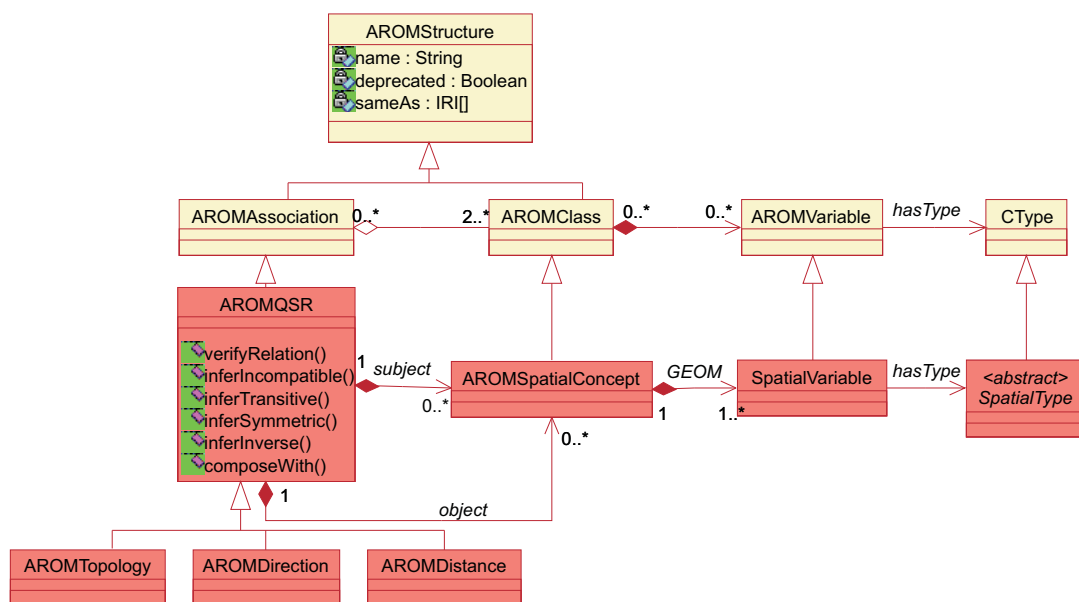 AROMStructure
name : String
deprecated : Boolean
sameAs : IRI[]
AROMAssociation
0..*
2..*
AROMClass
0..*
0..*
AROMVariable
hasType
CType
AROMQSR
verifyRelation()
inferIncompatible()
inferTransitive()
inferSymmetric()
inferInverse()
composeWith()
1
subject
0..*
AROMSpatialConcept
GEOM
1
1..*
SpatialVariable
hasType
<abstract>
SpatialType
0..*
1
object
AROMTopology
AROMDirection
AROMDistance